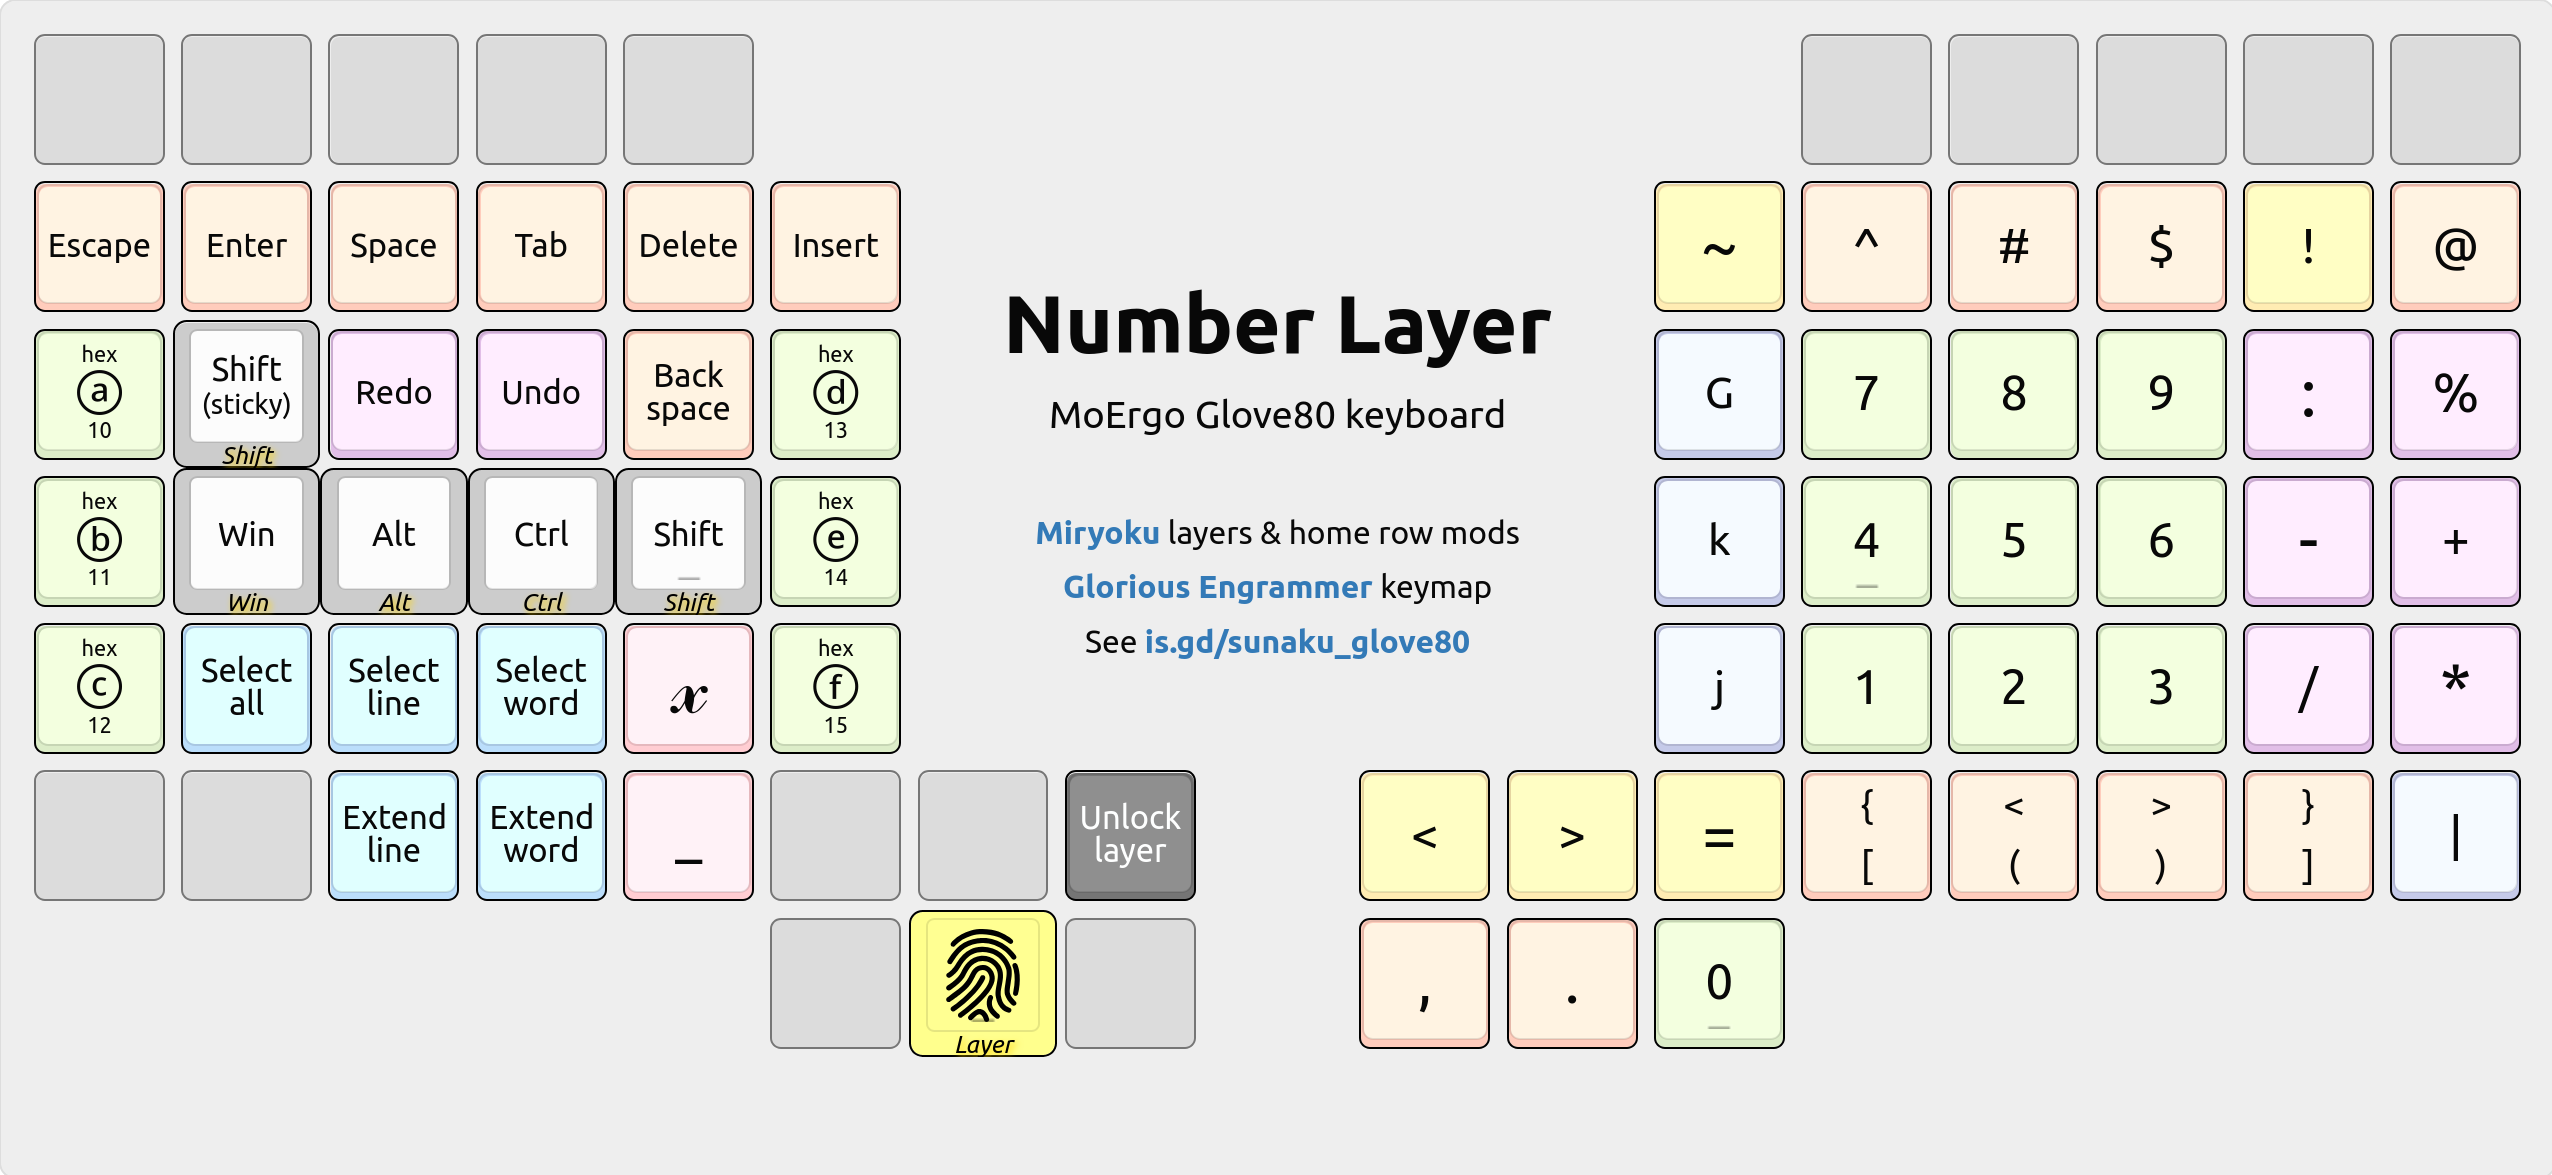 Escape Enter Space Tab Delete Insert ~ ^ # $ ! @
Number Layer
hex
a
10
Shift
(sticky)
Shift
Redo
Undo
Back
space
hex
d
13
G 7 8 9 : %
MoErgo Glove80 keyboard
hex
b
11
Win
Win
Alt
Alt
Ctrl
Ctrl
Shift
_
Shift
hex
e
14
Miryoku layers & home row mods
Glorious Engrammer keymap
See is.gd/sunaku_glove80
k 4 5 6 - +
_
hex
c
12
Select
all
Select
line
Select
word
x
hex
f
15
j 1 2 3 / *
Extend
line
Extend
word
_
Unlock
layer
< > =
{ < > }
[ ( ) ]
|
Layer
, . 0
_